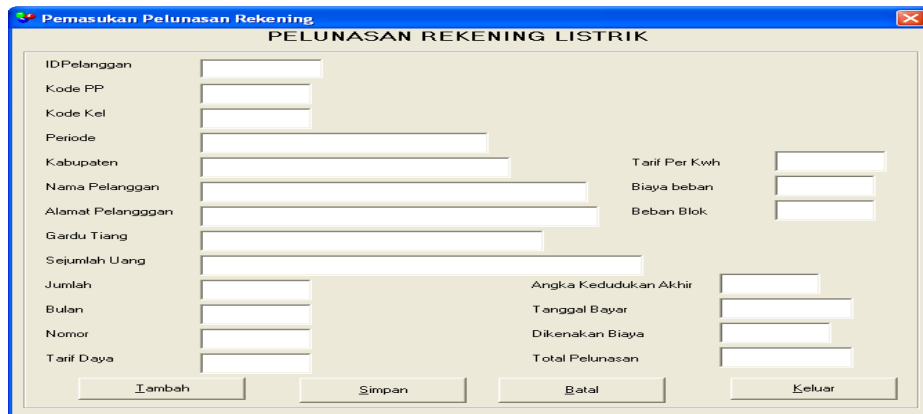 Pemasukan Pelunasan Rekening
PELUNASAN REKENING LISTRIK
IDPelanggan
Kode PP
Kode Kel
Periode
Kabupaten Tarif Per Kwh
Nama Pelanggan Biaya beban
Alamat Pelangggan Beban Blok
Gardu Tiang
Sejumlah Uang
Jumlah Angka Kedudukan Akhir
Bulan Tanggal Bayar
Nomor Dikenakan Biaya
Tarif Daya Total Pelunasan
Tambah Simpan Batal Keluar